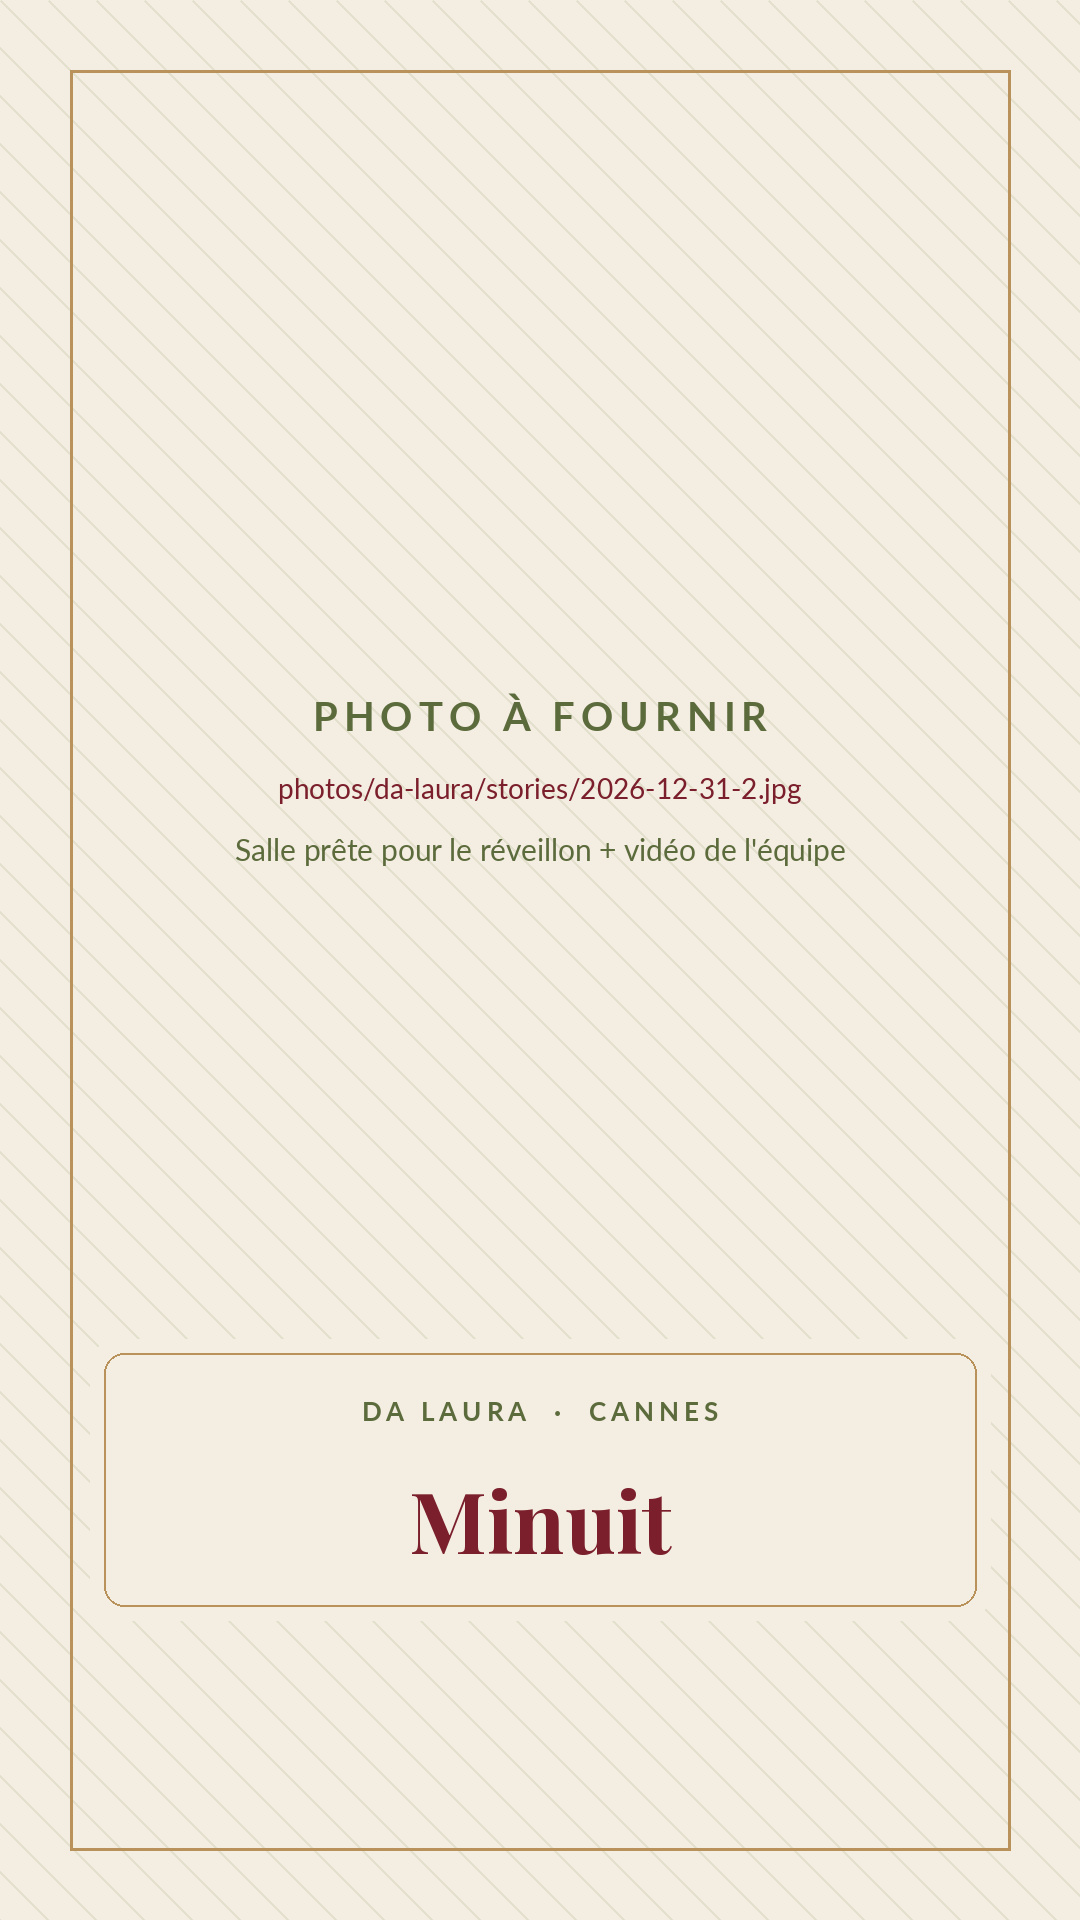 PHOTO À FOURNIR
photos/da-laura/stories/2026-12-31-2.jpg
Salle prête pour le réveillon + vidéo de l'équipe
DA LAURA · CANNES
Minuit